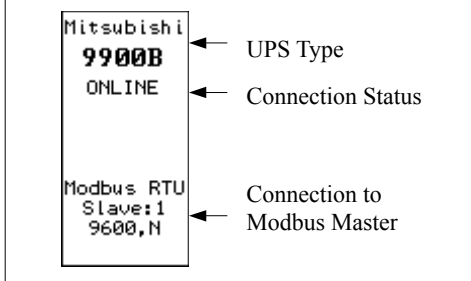 Mitsubishi
9900B
ONLINE
UPS Type
Connection Status
Modbus RTU
Slave:1
9600,N
Connection to
Modbus Master